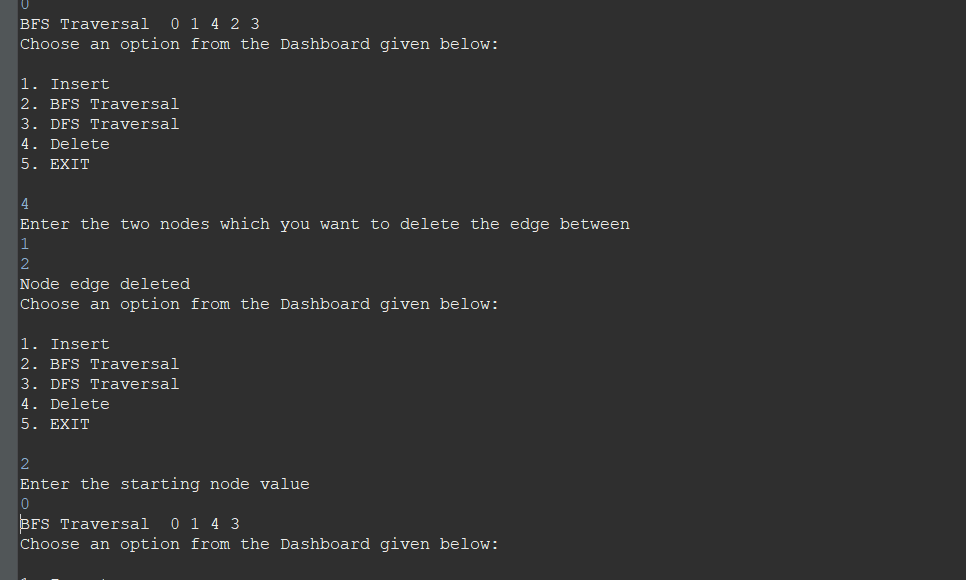 0
BFS Traversal  0 1 4 2 3
Choose an option from the Dashboard given below:
1. Insert
2. BFS Traversal
3. DFS Traversal
4. Delete
5. EXIT
4
Enter the two nodes which you want to delete the edge between
1
2
Node edge deleted
Choose an option from the Dashboard given below:
1. Insert
2. BFS Traversal
3. DFS Traversal
4. Delete
5. EXIT
2
Enter the starting node value
0
BFS Traversal  0 1 4 3
Choose an option from the Dashboard given below: